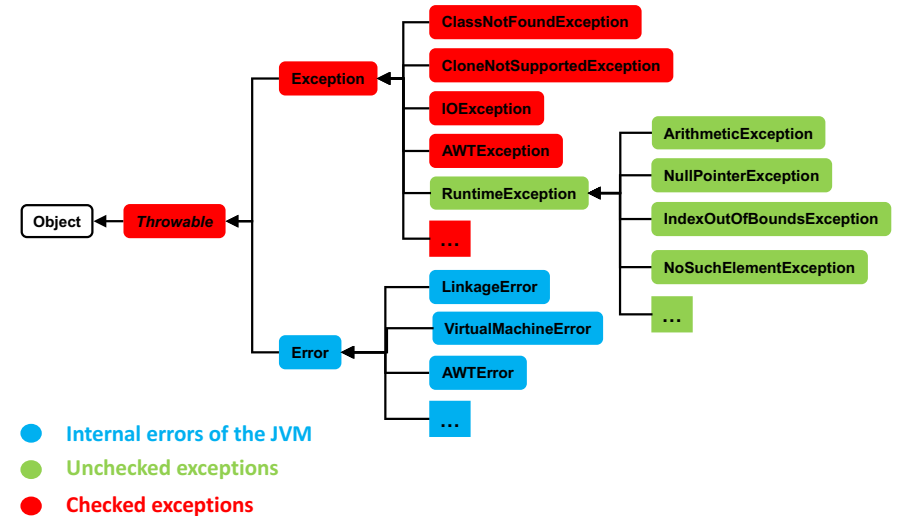 ClassNotFoundException
CloneNotSupportedException
Exception
IOException
ArithmeticException
AWTException
NullPointerException
RuntimeException
Object
Throwable
IndexOutOfBoundsException
...
NoSuchElementException
LinkageError
...
VirtualMachineError
Error
AWTError
...
Internal errors of the JVM
Unchecked exceptions
Checked exceptions